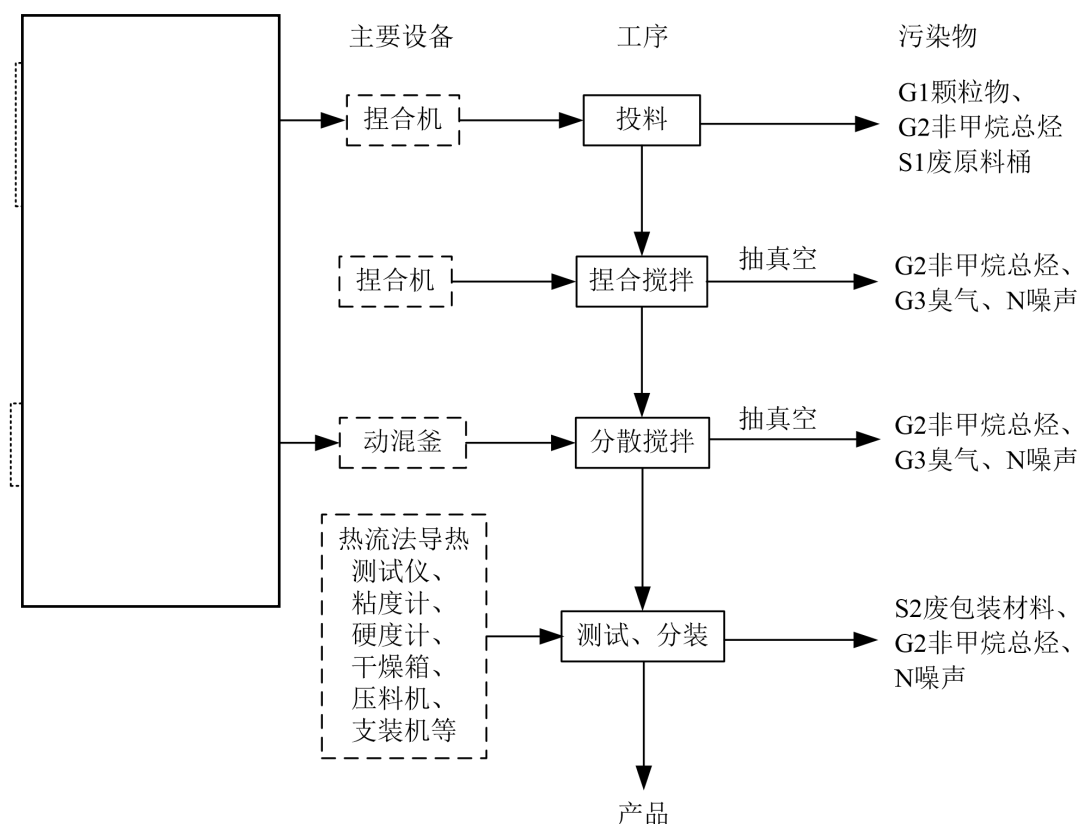 主要设备
工序
污染物
捏合机
投料
G1颗粒物、
G2非甲烷总烃
S1废原料桶
捏合机
捏合搅拌
抽真空
G2非甲烷总烃、
G3臭气、N噪声
动混釜
分散搅拌
抽真空
G2非甲烷总烃、
G3臭气、N噪声
热流法导热
测试仪、
粘度计、
硬度计、
干燥箱、
压料机、
支装机等
测试、分装
S2废包装材料、
G2非甲烷总烃、
N噪声
产品